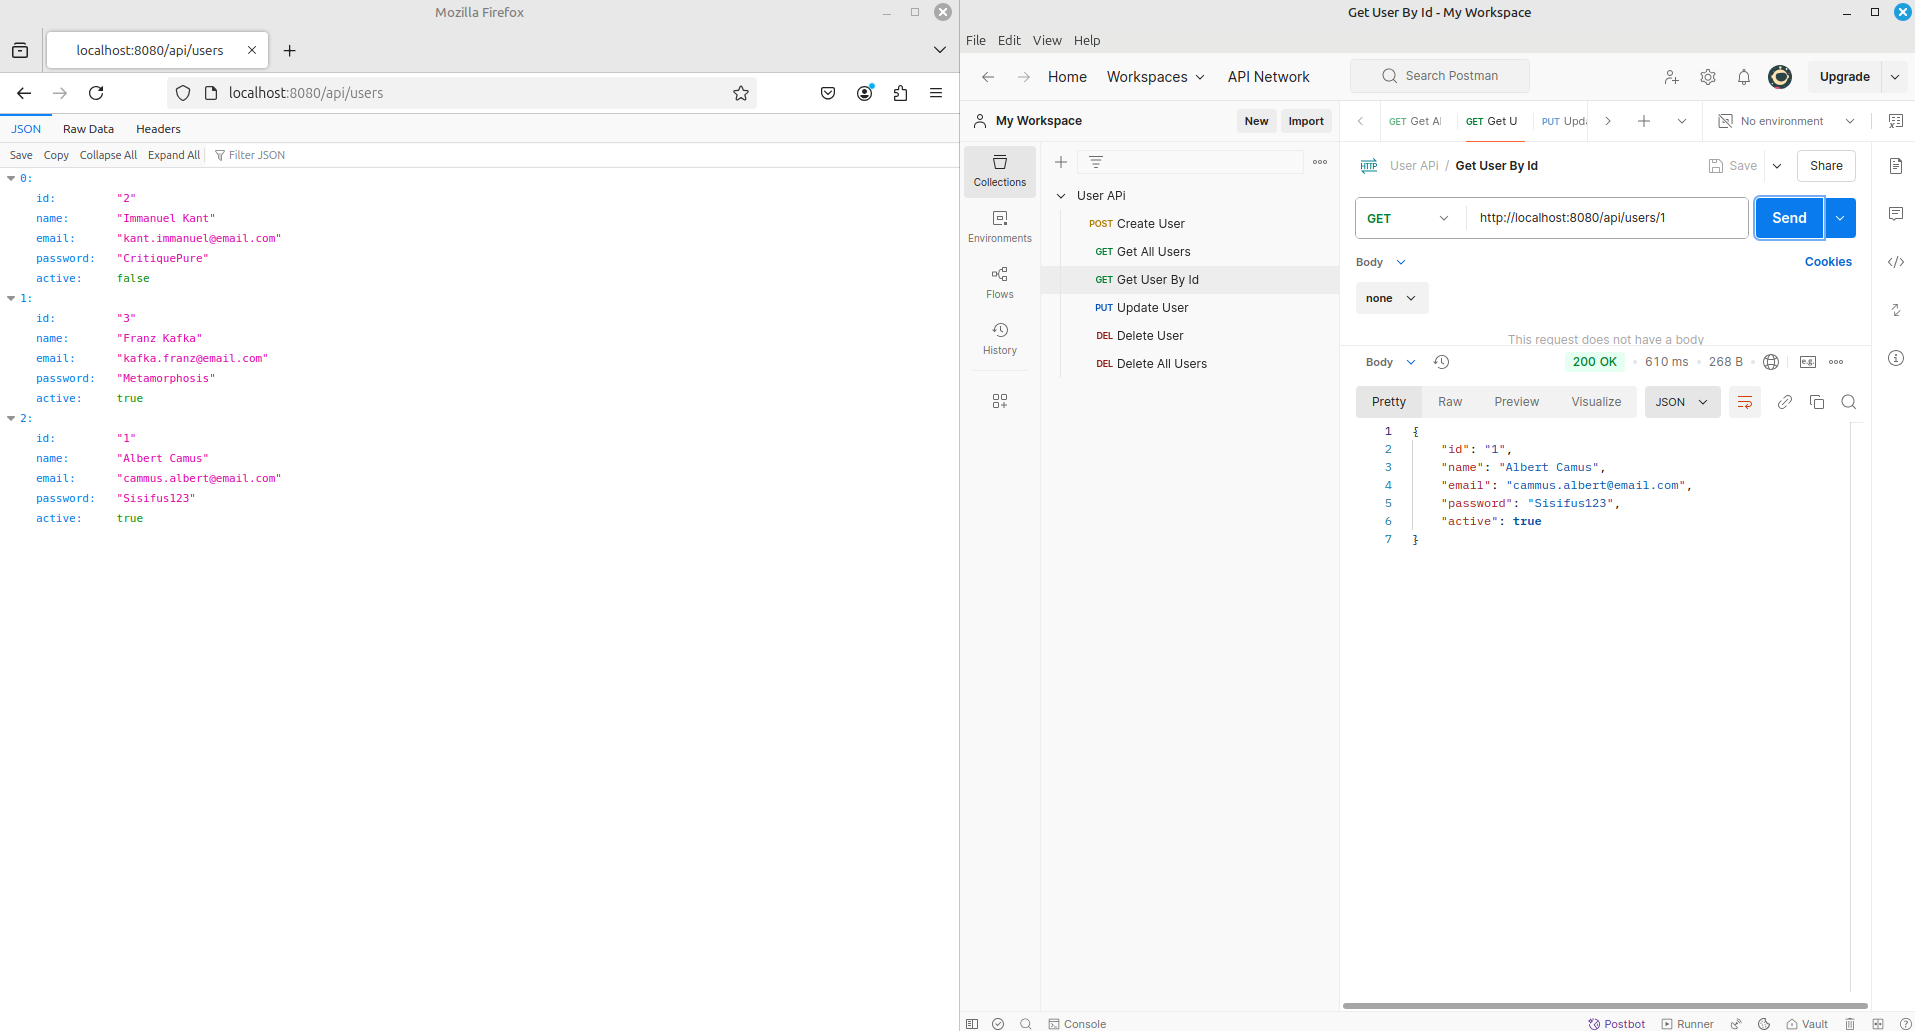 Mozilla Firefox
localhost:8080/api/users
localhost:8080/api/users
JSON Raw Data Headers
Save Copy Collapse All Expand All Filter JSON
0:
id: "2"
name: "Immanuel Kant"
email: "kant.immanuel@email.com"
password: "CritiquePure"
active: false
1:
id: "3"
name: "Franz Kafka"
email: "kafka.franz@email.com"
password: "Metamorphosis"
active: true
2:
id: "1"
name: "Albert Camus"
email: "cammus.albert@email.com"
password: "Sisifus123"
active: true
Get User By Id - My Workspace
File Edit View Help
Home Workspaces API Network Search Postman Upgrade
My Workspace New Import
GET Get Al GET Get U PUT Upda No environment
Collections
Environments
Flows
History
User APi
POST Create User
GET Get All Users
GET Get User By Id
PUT Update User
DEL Delete User
DEL Delete All Users
HTTP User APi / Get User By Id Save Share
GET http://localhost:8080/api/users/1 Send
Body Cookies
none
This request does not have a body
Body 200 OK • 610 ms • 268 B • e.g.
Pretty Raw Preview Visualize JSON
1 {
2 "id": "1",
3 "name": "Albert Camus",
4 "email": "cammus.albert@email.com",
5 "password": "Sisifus123",
6 "active": true
7 }
Console Postbot Runner Vault